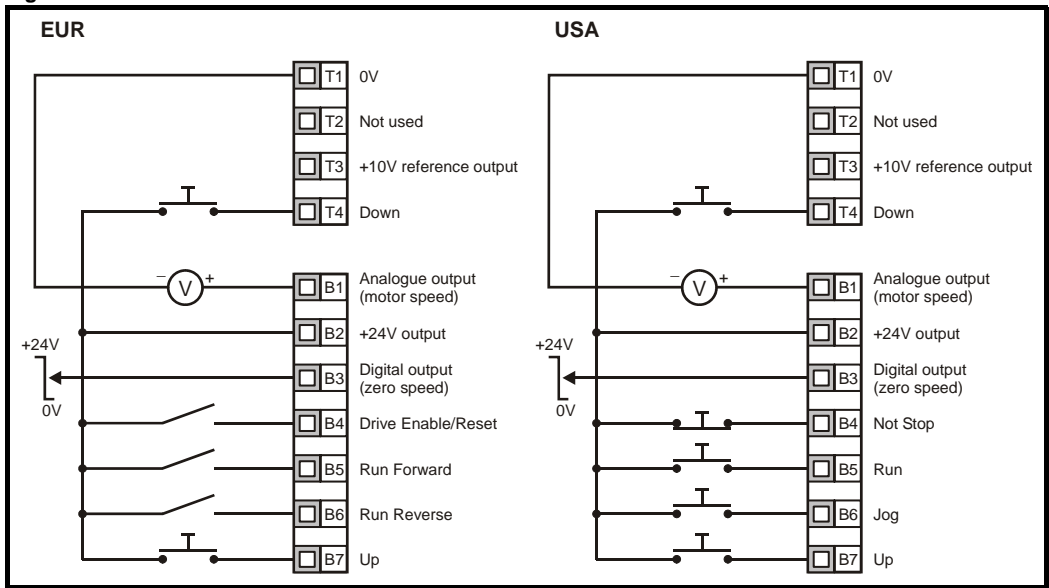 EUR
T1 0V
T2 Not used
T3 +10V reference output
T4 Down
− V + B1 Analogue output
(motor speed)
B2 +24V output
+24V
B3 Digital output
(zero speed)
0V
B4 Drive Enable/Reset
B5 Run Forward
B6 Run Reverse
B7 Up
USA
T1 0V
T2 Not used
T3 +10V reference output
T4 Down
− V + B1 Analogue output
(motor speed)
B2 +24V output
+24V
B3 Digital output
(zero speed)
0V
B4 Not Stop
B5 Run
B6 Jog
B7 Up